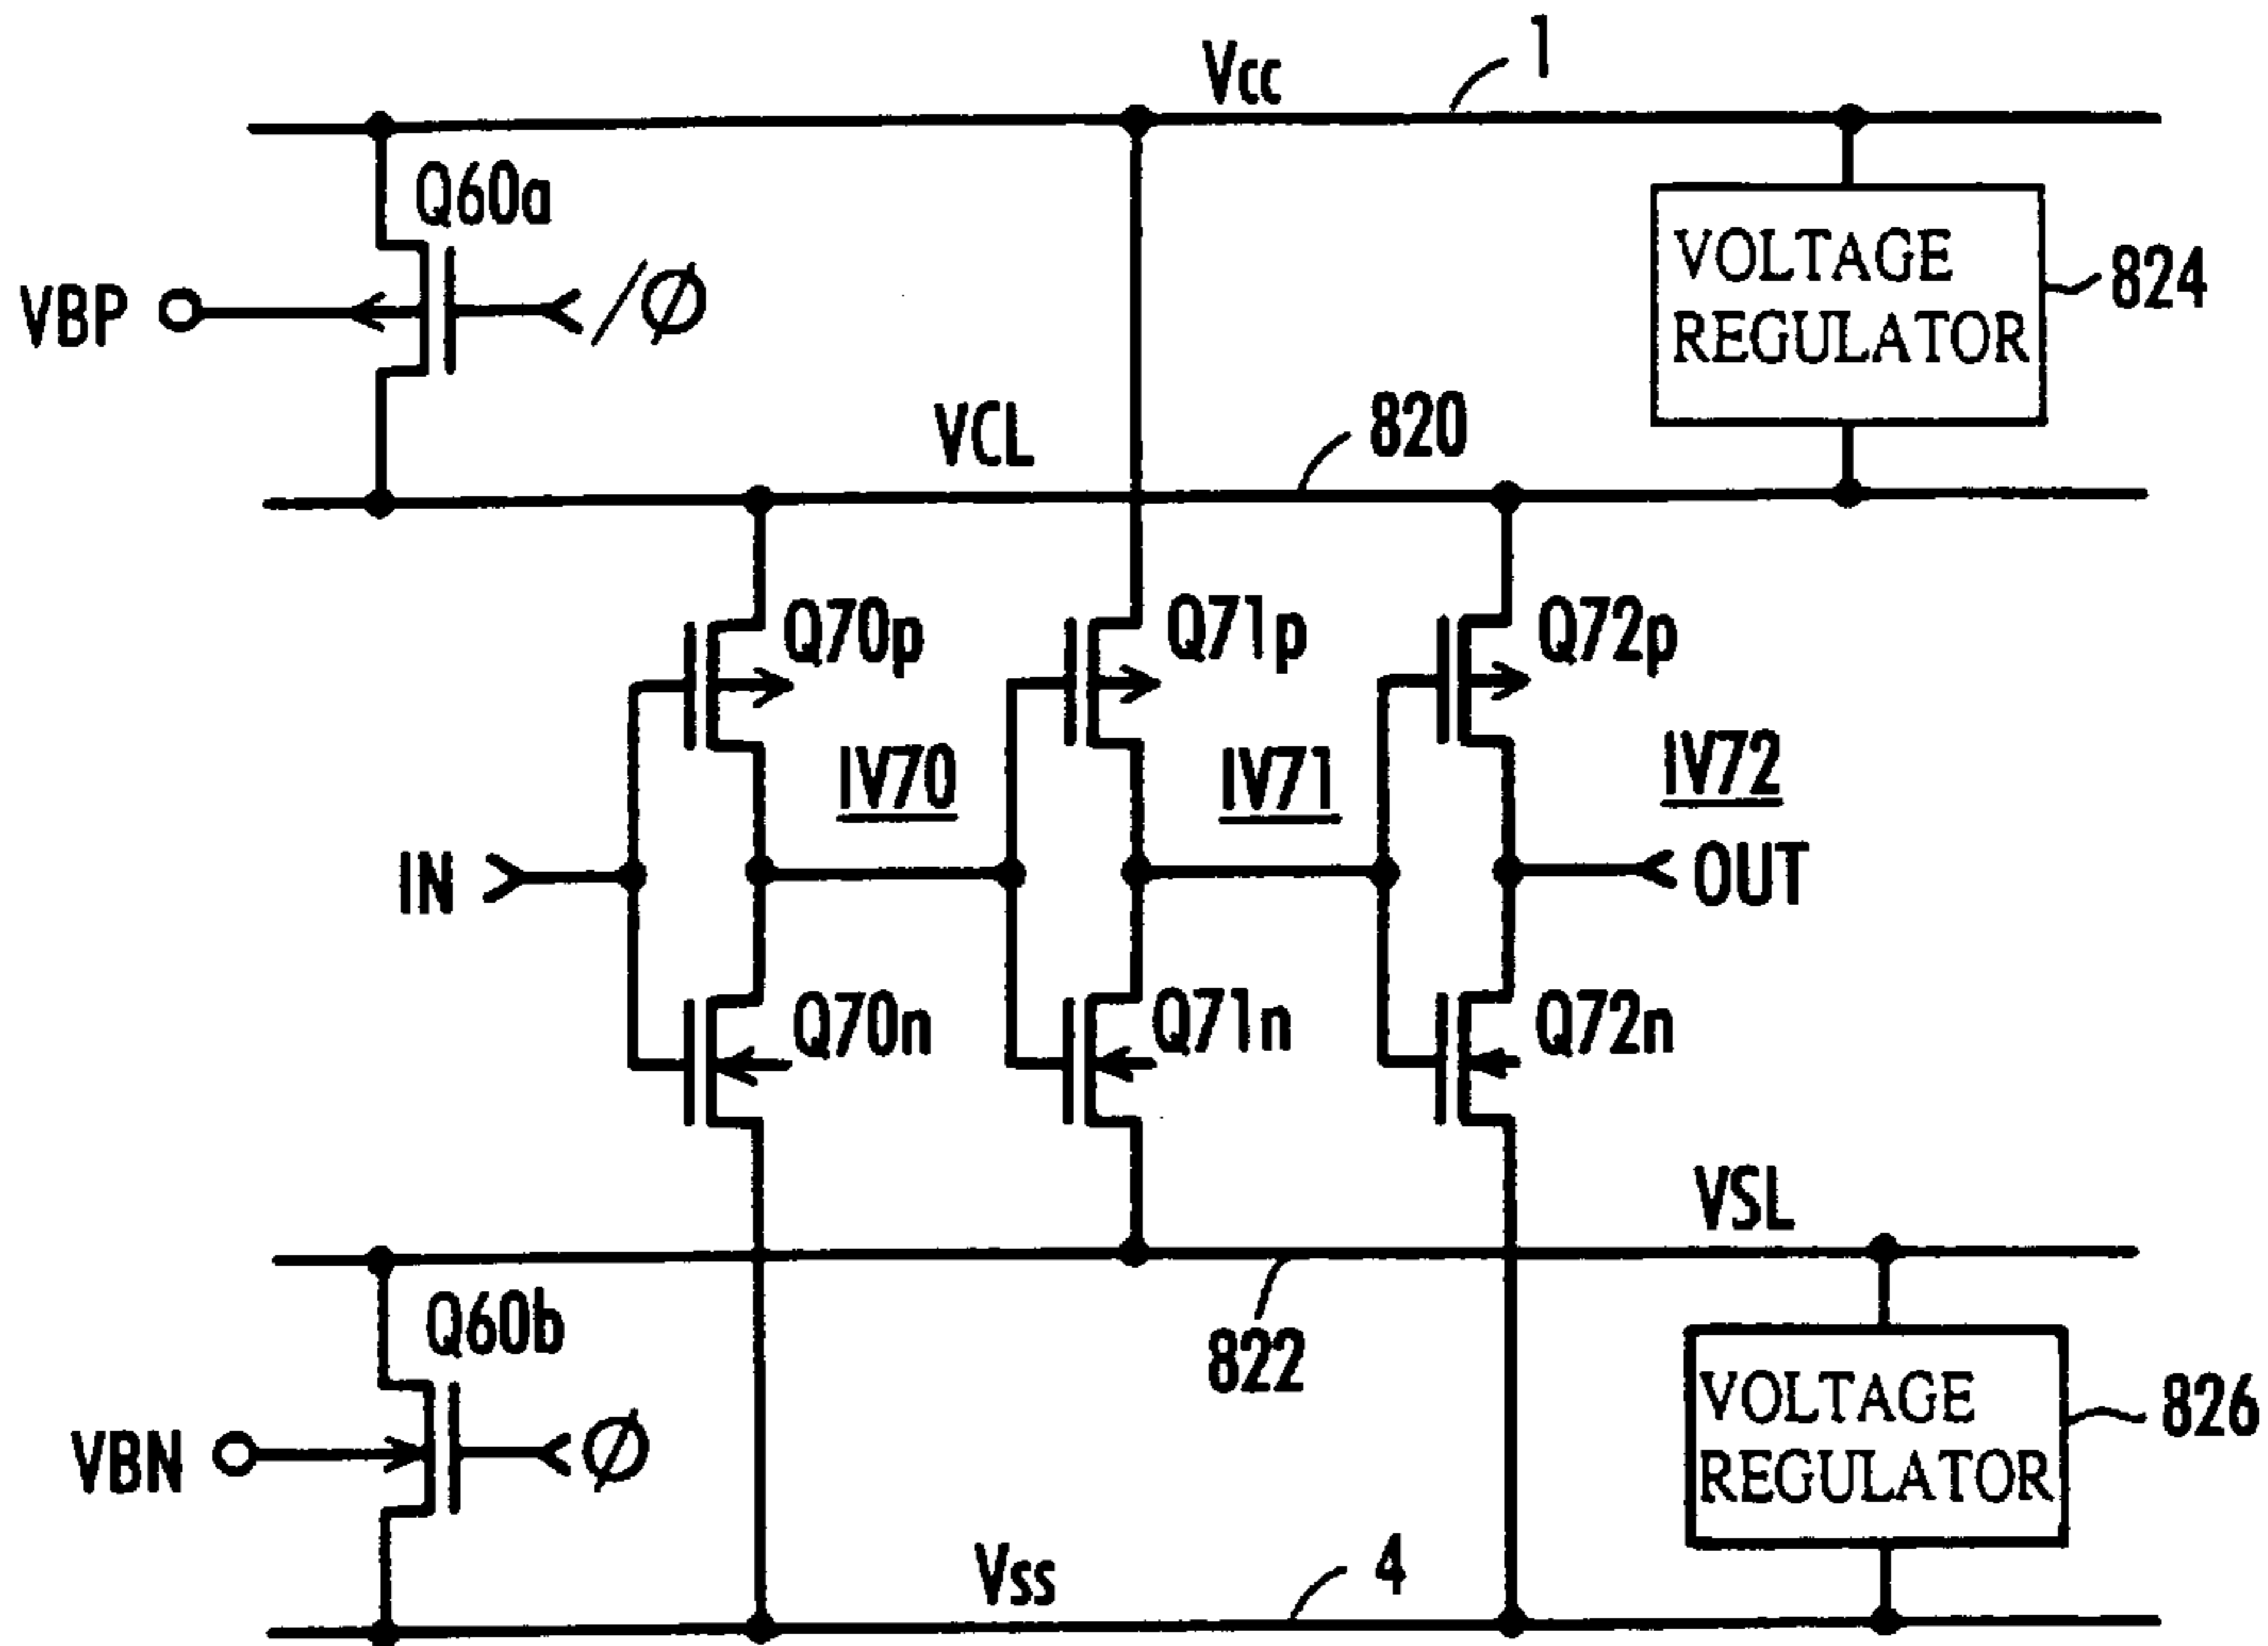 1
Vcc
Q60a
VBP
/Ø
VOLTAGE
REGULATOR
824
VCL
820
Q70p
Q71p
Q72p
IV70
IV71
IV72
IN
OUT
Q70n
Q71n
Q72n
VSL
Q60b
822
VBN
Ø
VOLTAGE
REGULATOR
826
Vss
4